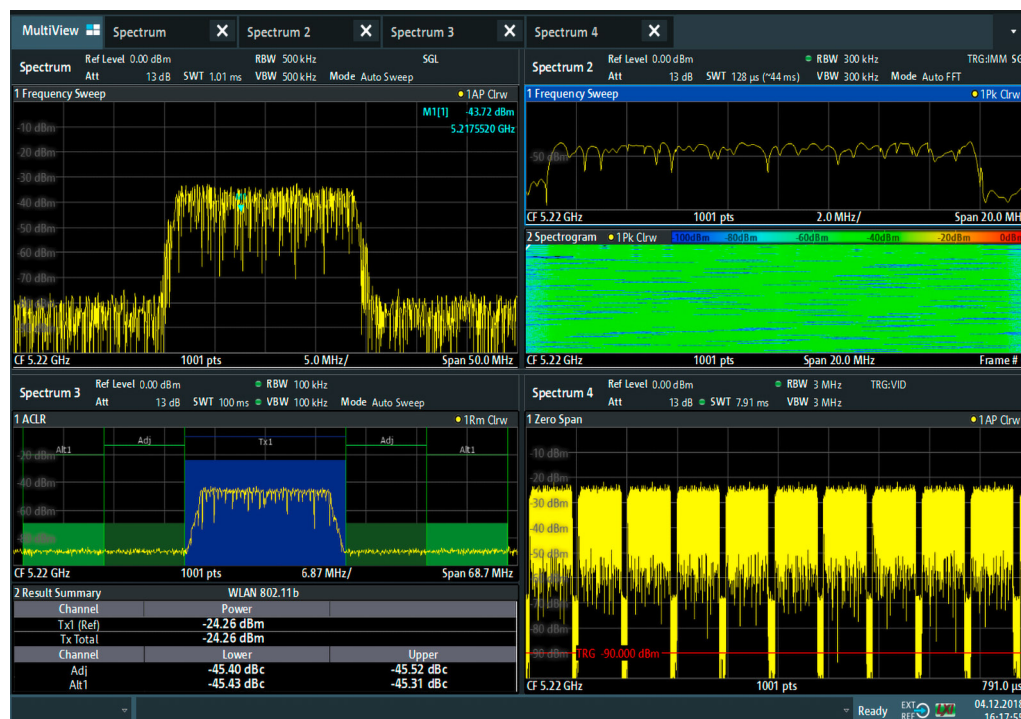 MultiView Spectrum X Spectrum 2 X Spectrum 3 X Spectrum 4 X
Spectrum Ref Level 0.00 dBm RBW 500 kHz SGL
Att 13 dB SWT 1.01 ms VBW 500 kHz Mode Auto Sweep
1 Frequency Sweep 1AP Clrw
M1[1] -43.72 dBm
5.2175520 GHz
-10 dBm
-20 dBm
-30 dBm
-40 dBm
-50 dBm
-60 dBm
-70 dBm
CF 5.22 GHz 1001 pts 5.0 MHz/ Span 50.0 MHz
Spectrum 2 Ref Level 0.00 dBm RBW 300 kHz TRG:IMM SG
Att 13 dB SWT 128 µs (~44 ms) VBW 300 kHz Mode Auto FFT
1 Frequency Sweep 1Pk Clrw
-50 dBm
CF 5.22 GHz 1001 pts 2.0 MHz/ Span 20.0 MH
2 Spectrogram 1Pk Clrw -100dBm -80dBm -60dBm -40dBm -20dBm 0dB
CF 5.22 GHz 1001 pts Span 20.0 MHz Frame #
Spectrum 3 Ref Level 0.00 dBm RBW 100 kHz
Att 13 dB SWT 100 ms VBW 100 kHz Mode Auto Sweep
1 ACLR 1Rm Clrw
Alt1 Adj Tx1 Adj Alt1
-20 dBm
-40 dBm
-60 dBm
CF 5.22 GHz 1001 pts 6.87 MHz/ Span 68.7 MHz
2 Result Summary WLAN 802.11b
Channel Power
Tx1 (Ref) -24.26 dBm
Tx Total -24.26 dBm
Channel Lower Upper
Adj -45.40 dBc -45.52 dBc
Alt1 -45.43 dBc -45.31 dBc
Spectrum 4 Ref Level 0.00 dBm RBW 3 MHz TRG:VID
Att 13 dB SWT 7.91 ms VBW 3 MHz
1 Zero Span 1AP Clrw
-10 dBm
-30 dBm
-40 dBm
-50 dBm
-80 dBm
-90 dBm TRG -90.000 dBm
CF 5.22 GHz 1001 pts 791.0 µs
Ready EXT REF 04.12.2018
16:17:55